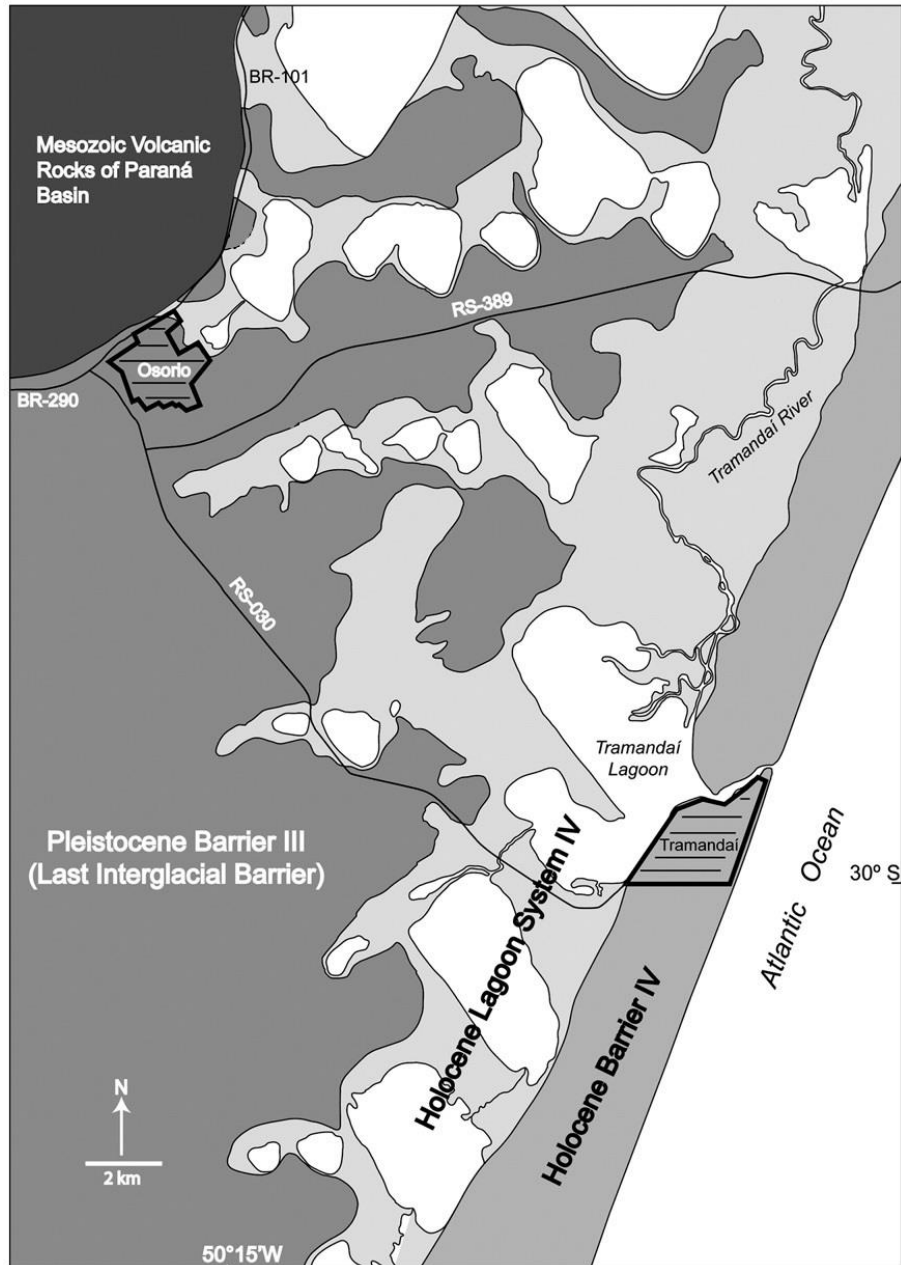 BR-101
Mesozoic Volcanic
Rocks of Paraná
Basin
RS-389
Osorio
BR-290
Tramandaí River
RS-030
Tramandaí
Lagoon
Pleistocene Barrier III
(Last Interglacial Barrier)
Tramandaí
30º S
Atlantic Ocean
Holocene Lagoon System IV
Holocene Barrier IV
N
2 km
50°15'W